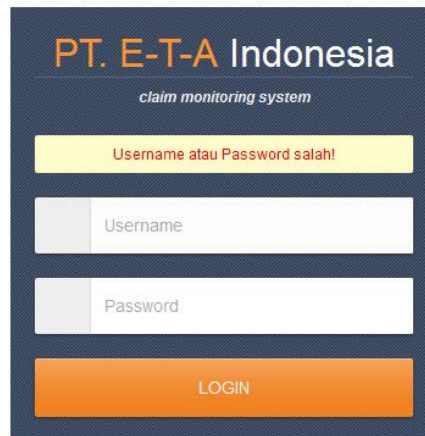 PT. E-T-A Indonesia
claim monitoring system
Username atau Password salah!
Username
Password
LOGIN